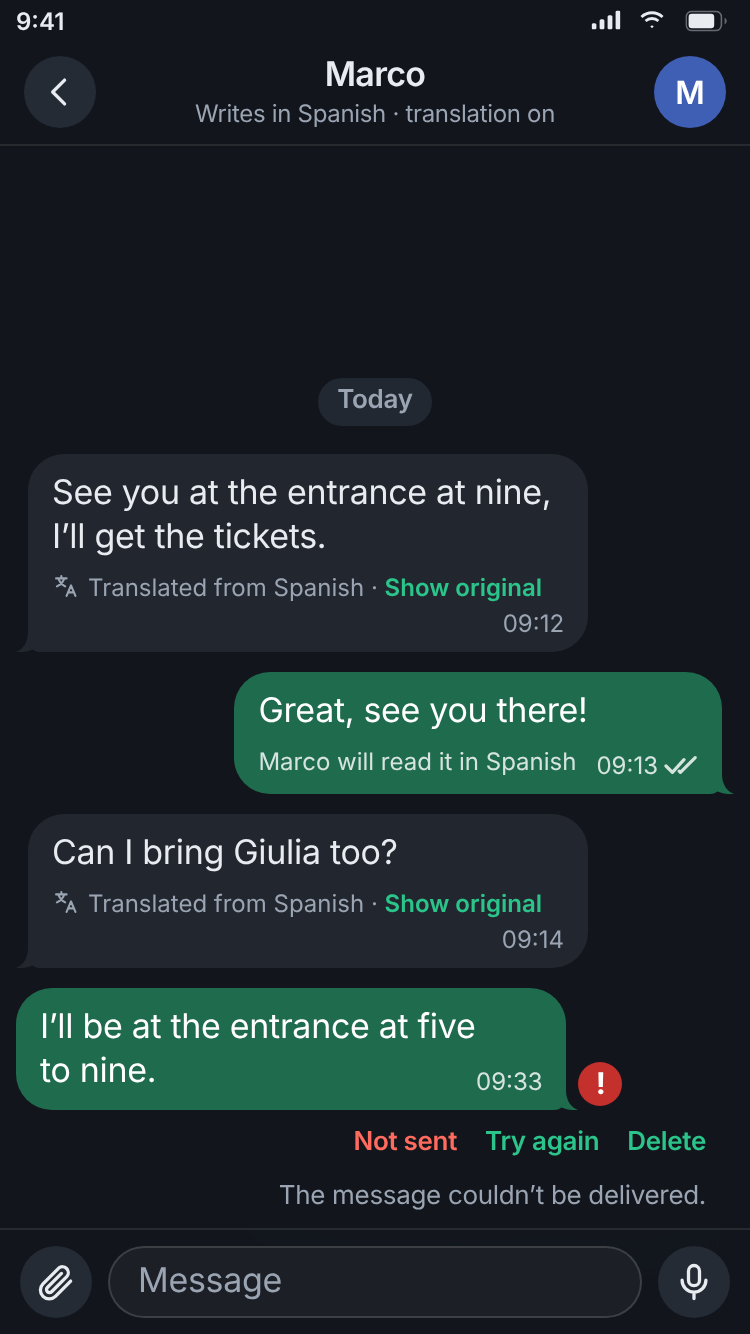 9:41
Marco
Writes in Spanish · translation on
M
Today
See you at the entrance at nine,
I’ll get the tickets.
Translated from Spanish · Show original
09:12
Great, see you there!
Marco will read it in Spanish 09:13
Can I bring Giulia too?
Translated from Spanish · Show original
09:14
I’ll be at the entrance at five
to nine. 09:33
!
Not sent Try again Delete
The message couldn’t be delivered.
Message